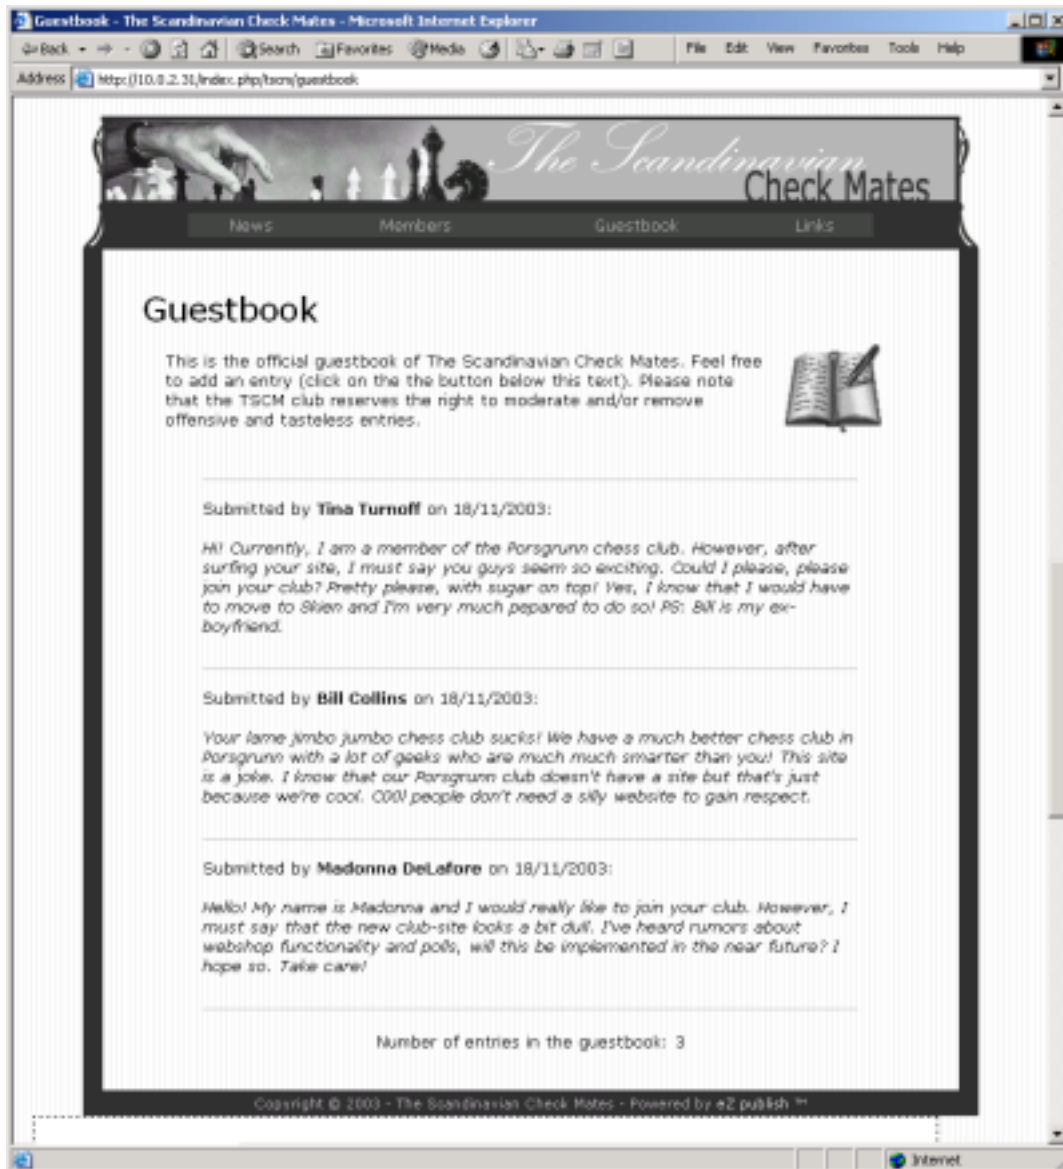 Guestbook - The Scandinavian Check Mates - Microsoft Internet Explorer
Back Search Favorites Media File Edit View Favorites Tools Help
Address http://10.0.2.31/index.php/tscm/guestbook
The Scandinavian
Check Mates
News Members Guestbook Links
Guestbook
This is the official guestbook of The Scandinavian Check Mates. Feel free
to add an entry (click on the the button below this text). Please note
that the TSCM club reserves the right to moderate and/or remove
offensive and tasteless entries.
Submitted by Tina Turnoff on 18/11/2003:
Hi! Currently, I am a member of the Porsgrunn chess club. However, after
surfing your site, I must say you guys seem so exciting. Could I please, please
join your club? Pretty please, with sugar on top! Yes, I know that I would have
to move to Skien and I'm very much pepared to do so! PS: Bill is my ex-
boyfriend.
Submitted by Bill Collins on 18/11/2003:
Your lame jimbo jumbo chess club sucks! We have a much better chess club in
Porsgrunn with a lot of geeks who are much much smarter than you! This site
is a joke. I know that our Porsgrunn club doesn't have a site but that's just
because we're cool. C00l people don't need a silly website to gain respect.
Submitted by Madonna DeLafore on 18/11/2003:
Hello! My name is Madonna and I would really like to join your club. However, I
must say that the new club-site looks a bit dull. I've heard rumors about
webshop functionality and polls, will this be implemented in the near future? I
hope so. Take care!
Number of entries in the guestbook: 3
Copyright © 2003 - The Scandinavian Check Mates - Powered by eZ publish ™
Internet